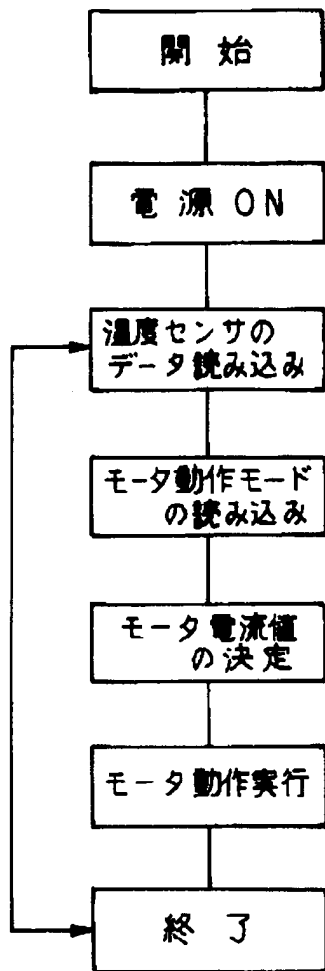 開始
電源ON
温度センサの
データ読み込み
モータ動作モード
の読み込み
モータ電流値
の決定
モータ動作実行
終了